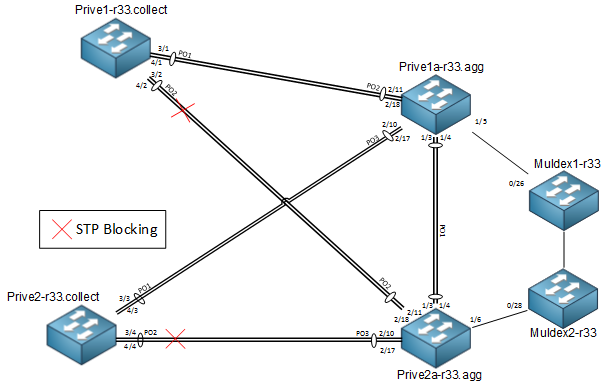 Prive1-r33.collect
3/1
PO1
4/1
3/2
4/2
PO2
Prive1a-r33.agg
PO2
2/11
2/18
2/10
2/17
PO3
1/3
1/4
1/5
Muldex1-r33
0/26
STP Blocking
PO1
Prive2-r33.collect
3/3
PO1
4/3
3/4
PO2
4/4
PO2
2/11
2/18
1/3
1/4
PO3
2/10
2/17
1/6
0/28
Muldex2-r33
Prive2a-r33.agg